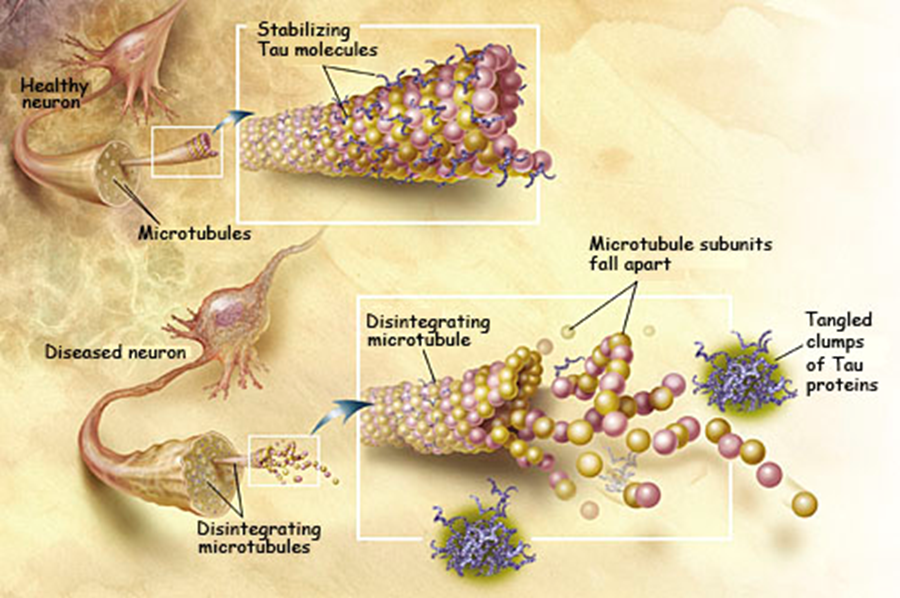 Stabilizing
Tau molecules
Healthy
neuron
Microtubules
Microtubule subunits
fall apart
Disintegrating
microtubule
Tangled
clumps
of Tau
proteins
Diseased neuron
Disintegrating
microtubules